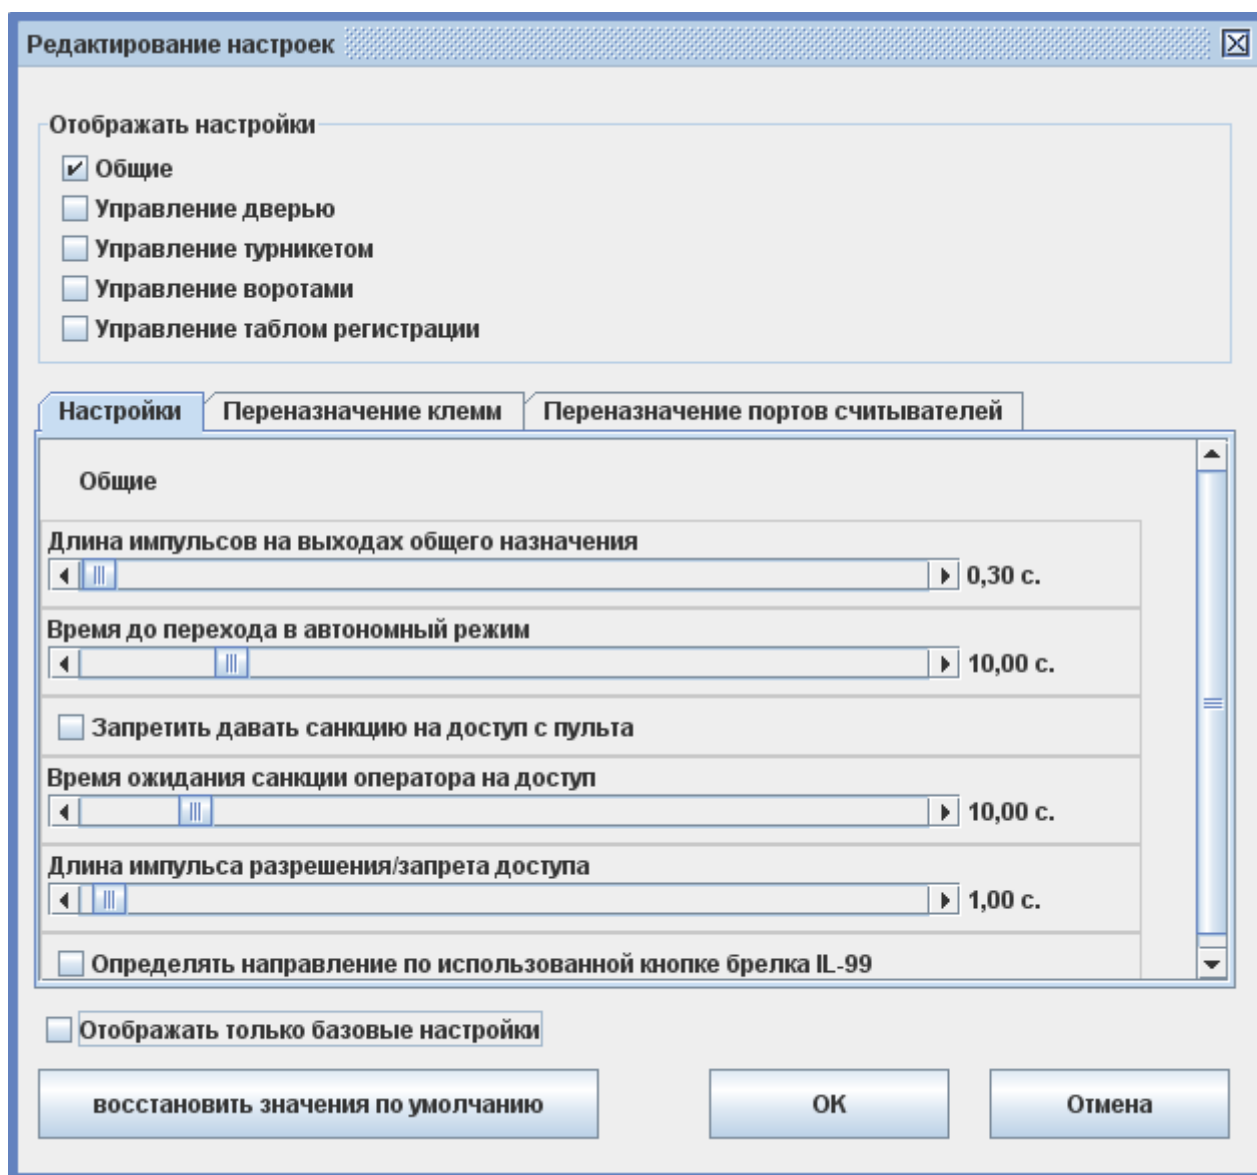 Редактирование настроек
Отображать настройки
Общие
Управление дверью
Управление турникетом
Управление воротами
Управление таблом регистрации
Настройки Переназначение клемм Переназначение портов считывателей
Общие
Длина импульсов на выходах общего назначения
0,30 с.
Время до перехода в автономный режим
10,00 с.
Запретить давать санкцию на доступ с пульта
Время ожидания санкции оператора на доступ
10,00 с.
Длина импульса разрешения/запрета доступа
1,00 с.
Определять направление по использованной кнопке брелка IL-99
Отображать только базовые настройки
восстановить значения по умолчанию OK Отмена